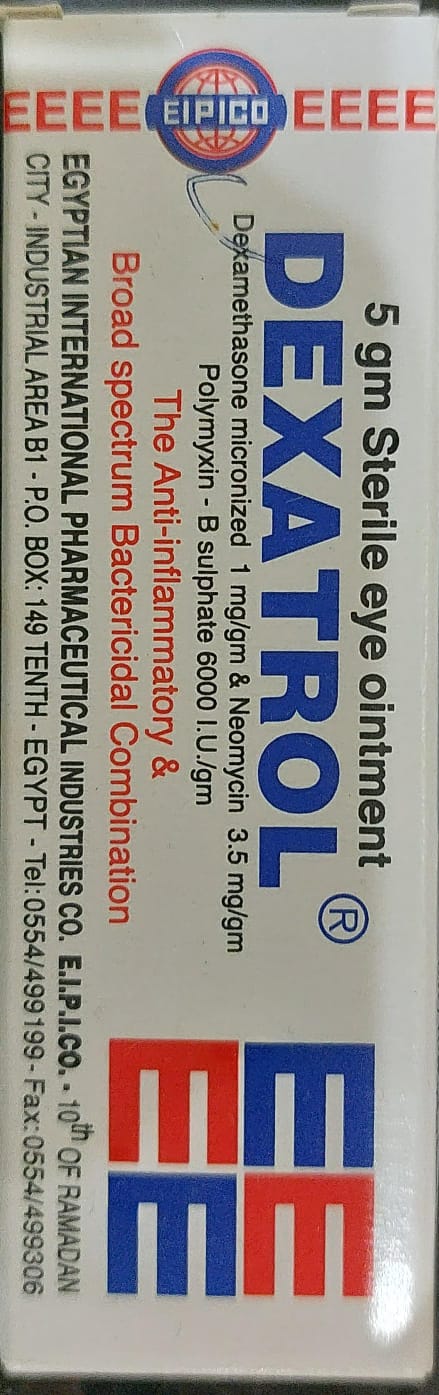 EEEE EIPICO EEEE
5 gm Sterile eye ointment
DEXATROL ®
Dexamethasone micronized 1 mg/gm & Neomycin 3.5 mg/gm
Polymyxin - B sulphate 6000 I.U./gm
The Anti-inflammatory &
Broad spectrum Bactericidal Combination
EE
EE
EGYPTIAN INTERNATIONAL PHARMACEUTICAL INDUSTRIES CO. E.I.P.I.CO. - 10th OF RAMADAN
CITY - INDUSTRIAL AREA B1 - P.O. BOX: 149 TENTH - EGYPT - Tel: 0554/499199 - Fax: 0554/499306